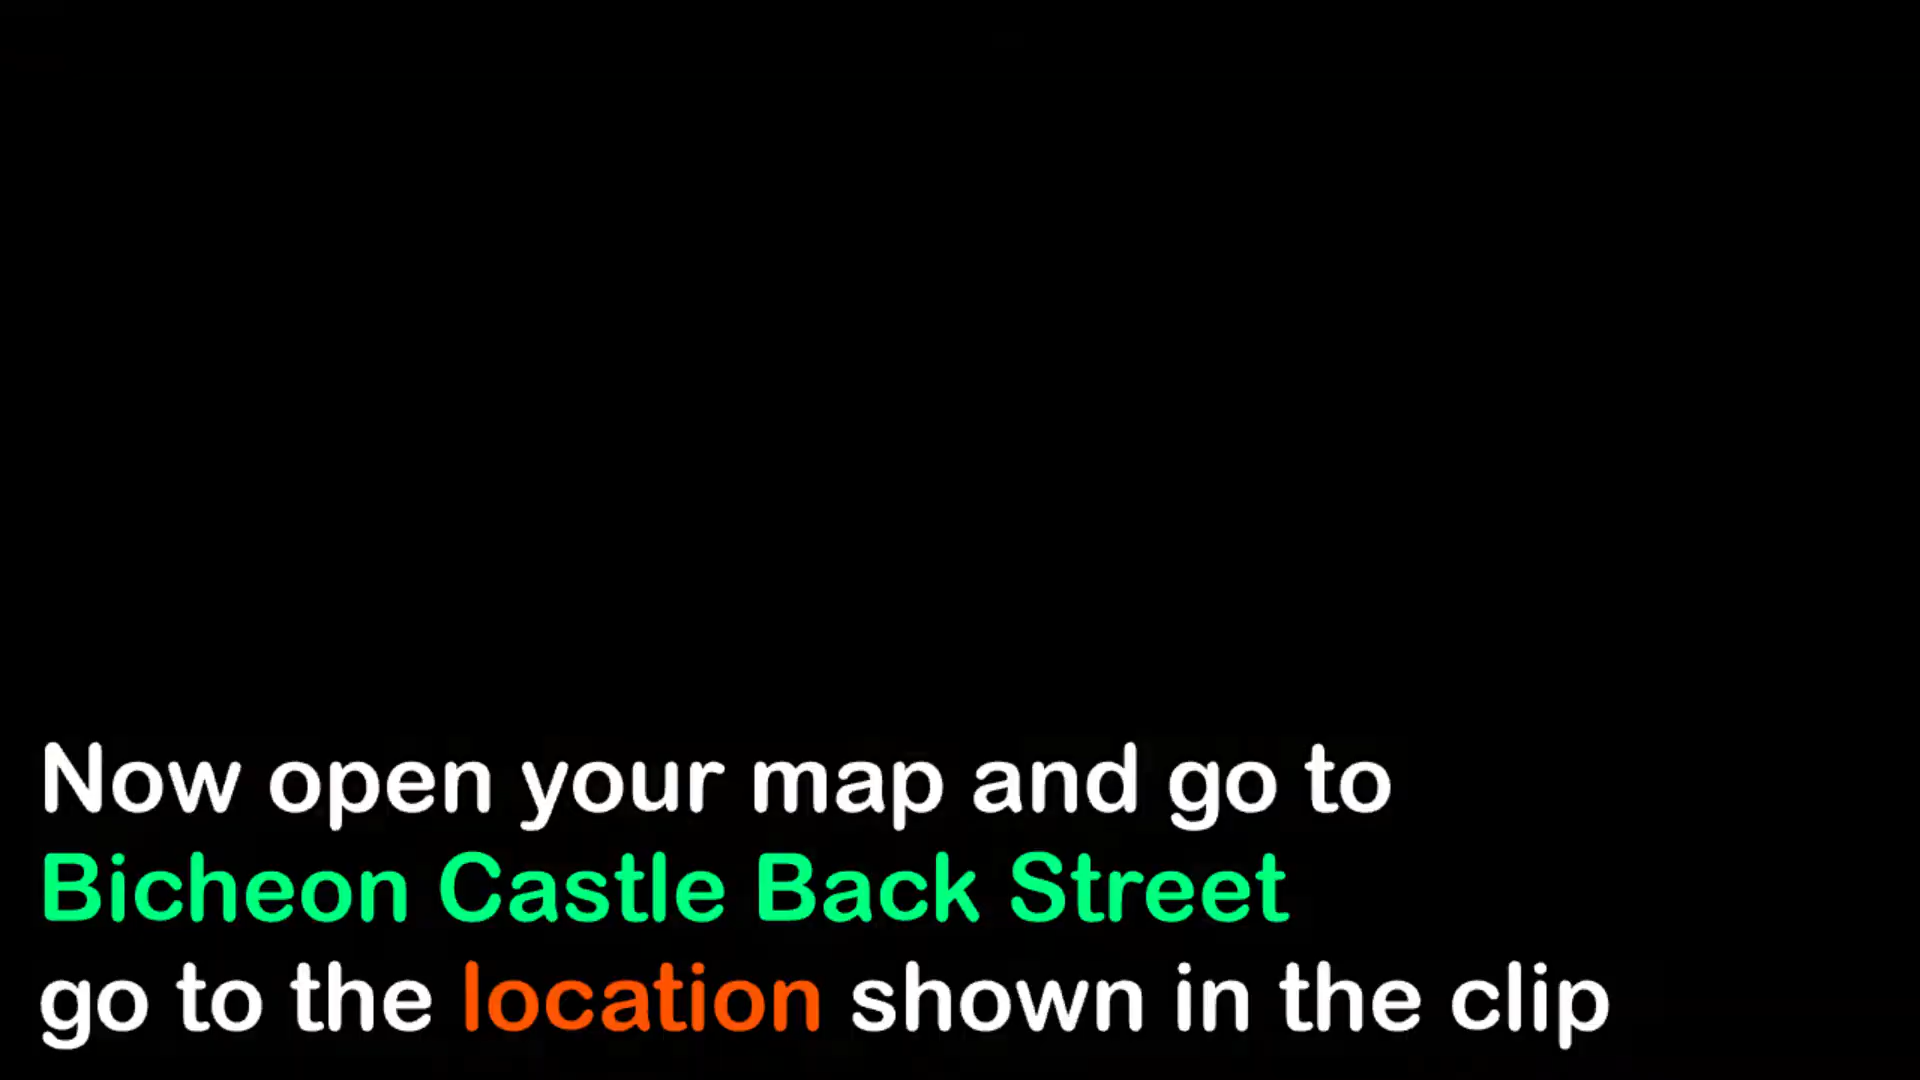 Now open your map and go to
Bicheon Castle Back Street
go to the location shown in the clip